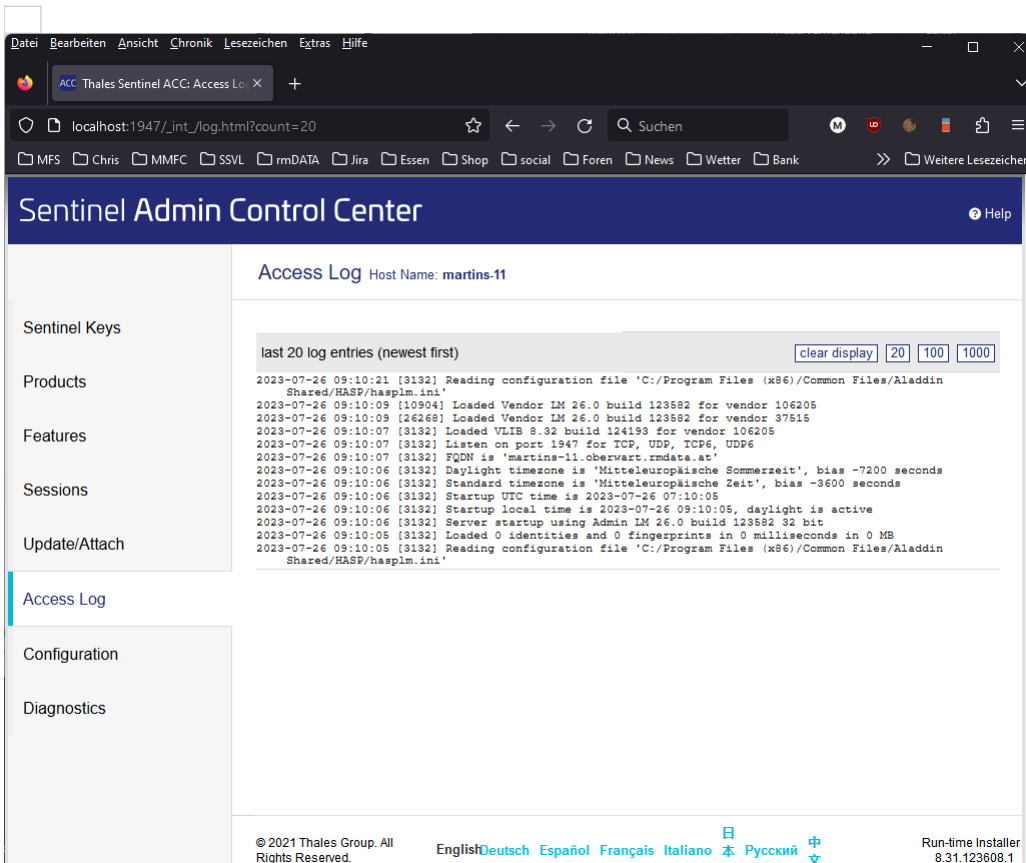 Datei Bearbeiten Ansicht Chronik Lesezeichen Extras Hilfe
ACC Thales Sentinel ACC: Access Log
localhost:1947/_int_/log.html?count=20 Suchen
MFS Chris MMFC SSVL rmDATA Jira Essen Shop social Foren News Wetter Bank Weitere Lesezeichen
Sentinel Admin Control Center
Help
Access Log Host Name: martins-11
Sentinel Keys
Products
Features
Sessions
Update/Attach
Access Log
Configuration
Diagnostics
last 20 log entries (newest first) clear display 20 100 1000
2023-07-26 09:10:21 [3132] Reading configuration file 'C:/Program Files (x86)/Common Files/Aladdin
Shared/HASP/hasplm.ini'
2023-07-26 09:10:09 [10904] Loaded Vendor LM 26.0 build 123582 for vendor 106205
2023-07-26 09:10:09 [26268] Loaded Vendor LM 26.0 build 123582 for vendor 37515
2023-07-26 09:10:07 [3132] Loaded VLIB 8.32 build 124193 for vendor 106205
2023-07-26 09:10:07 [3132] Listen on port 1947 for TCP, UDP, TCP6, UDP6
2023-07-26 09:10:07 [3132] FQDN is 'martins-11.oberwart.rmdata.at'
2023-07-26 09:10:06 [3132] Daylight timezone is 'Mitteleuropäische Sommerzeit', bias -7200 seconds
2023-07-26 09:10:06 [3132] Standard timezone is 'Mitteleuropäische Zeit', bias -3600 seconds
2023-07-26 09:10:06 [3132] Startup UTC time is 2023-07-26 07:10:05
2023-07-26 09:10:06 [3132] Startup local time is 2023-07-26 09:10:05, daylight is active
2023-07-26 09:10:06 [3132] Server startup using Admin LM 26.0 build 123582 32 bit
2023-07-26 09:10:05 [3132] Loaded 0 identities and 0 fingerprints in 0 milliseconds in 0 MB
2023-07-26 09:10:05 [3132] Reading configuration file 'C:/Program Files (x86)/Common Files/Aladdin
Shared/HASP/hasplm.ini'
© 2021 Thales Group. All
Rights Reserved.
English Deutsch Español Français Italiano 日本 Русский 中文
Run-time Installer
8.31.123608.1